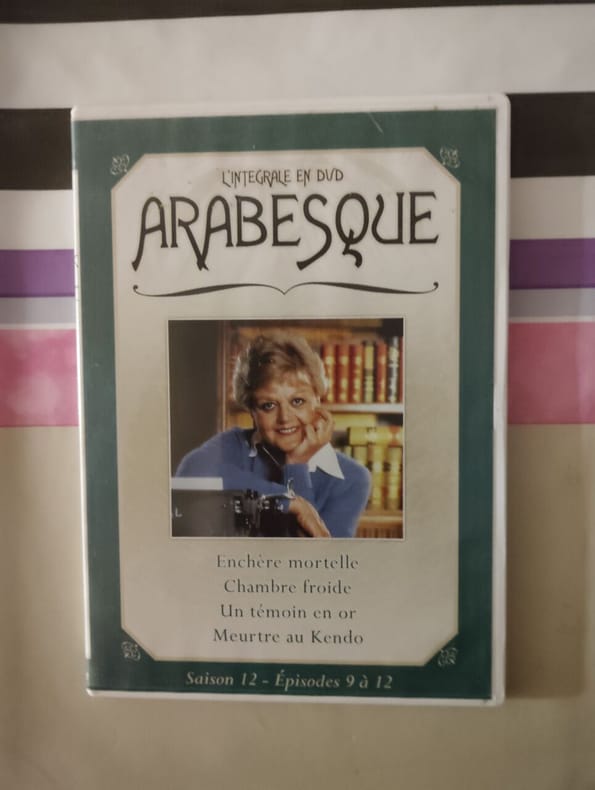 L'INTEGRALE EN DVD
ARABESQUE
L
Enchère mortelle
Chambre froide
Un témoin en or
Meurtre au Kendo
Saison 12 - Épisodes 9 à 12